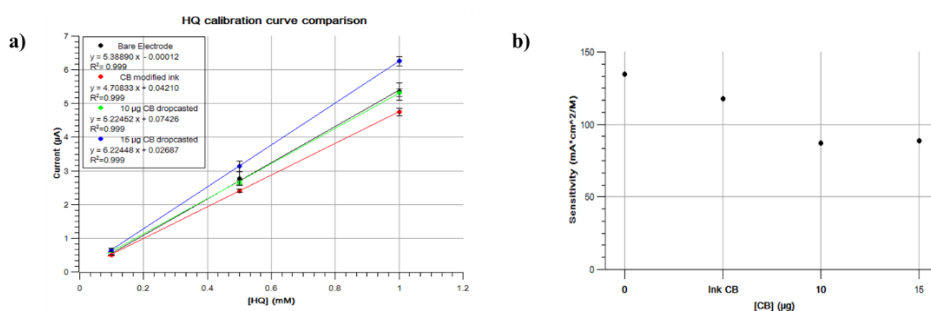 a)
HQ calibration curve comparison
Bare Electrode
y = 5.38890 x - 0.00012
R²= 0.999
CB modified ink
y = 4.70833 x + 0.04210
R²=0.999
10 µg CB dropcasted
y = 5.22452 x + 0.07426
R²=0.999
15 µg CB dropcasted
y = 6.22448 x + 0.02687
R²=0.999
Current (µA)
7
6
5
4
3
2
1
0
0
0.2
0.4
0.6
0.8
1
1.2
[HQ] (mM)
b)
Sensitivity (mA*cm^2/M)
150
100
50
0
0
Ink CB
10
15
[CB] (µg)